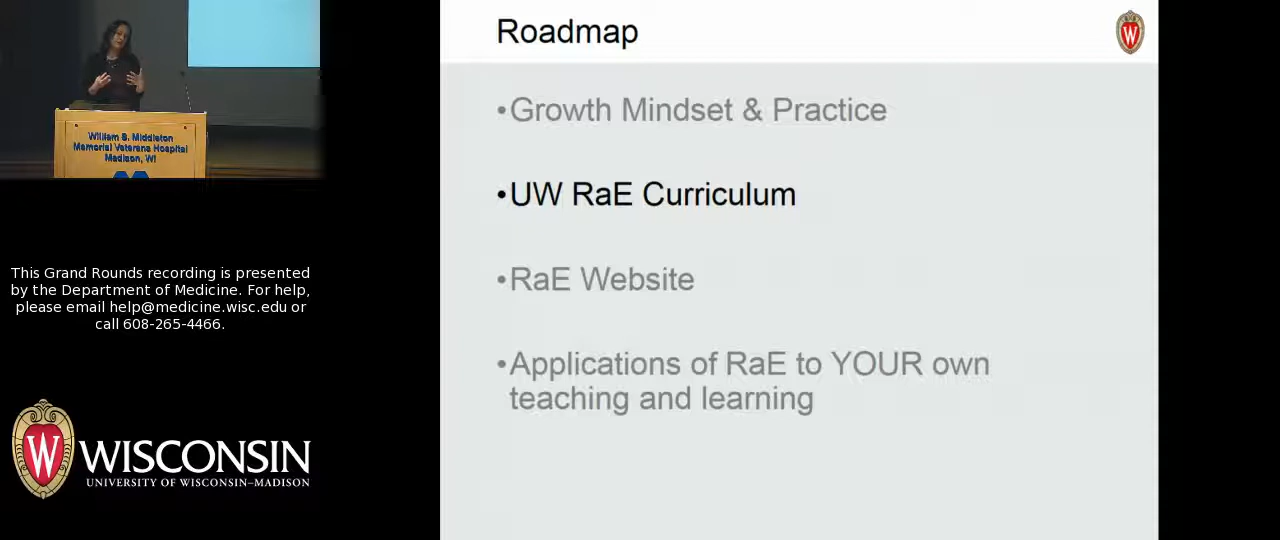 William S. Middleton
Memorial Veterans Hospital
Madison, WI
This Grand Rounds recording is presented
by the Department of Medicine. For help,
please email help@medicine.wisc.edu or
call 608-265-4466.
W WISCONSIN
UNIVERSITY OF WISCONSIN–MADISON
Roadmap
W
•Growth Mindset & Practice
•UW RaE Curriculum
•RaE Website
•Applications of RaE to YOUR own
teaching and learning